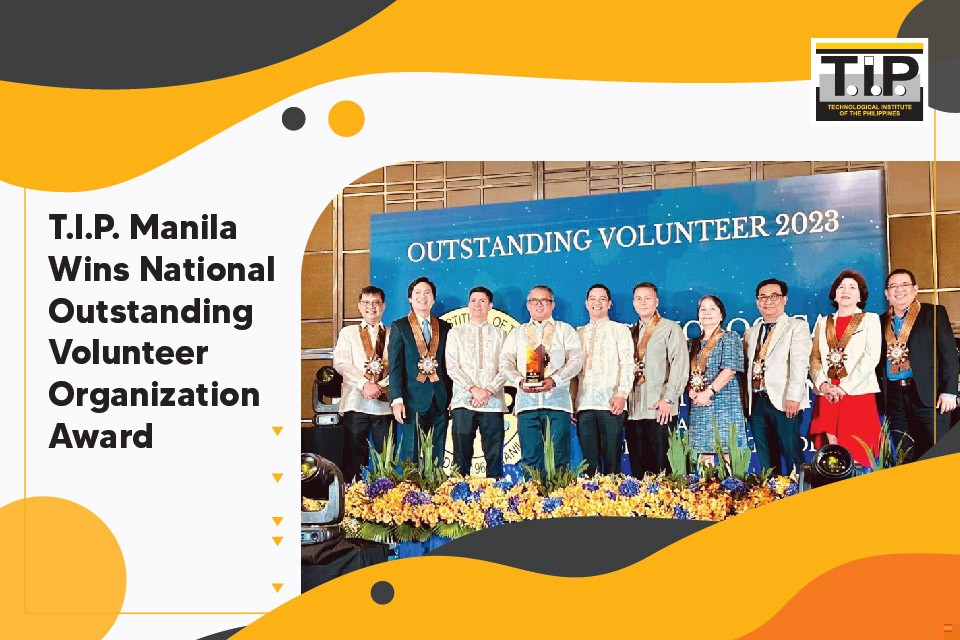 T.I.P.
TECHNOLOGICAL INSTITUTE
OF THE PHILIPPINES
T.I.P. Manila
Wins National
Outstanding
Volunteer
Organization
Award
OUTSTANDING VOLUNTEER 2023